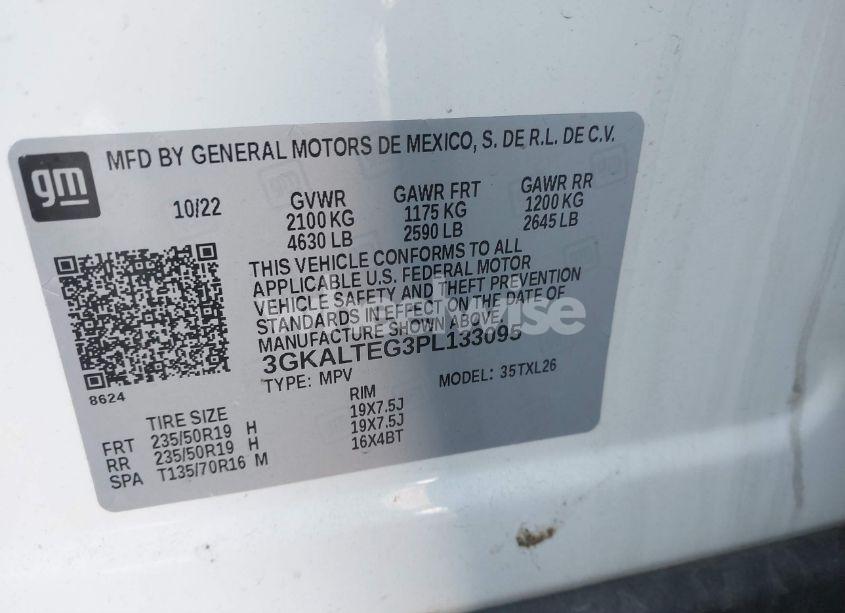 gm
MFD BY GENERAL MOTORS DE MEXICO, S. DE R.L. DE C.V.
10/22 GVWR GAWR FRT GAWR RR
2100 KG 1175 KG 1200 KG
4630 LB 2590 LB 2645 LB
THIS VEHICLE CONFORMS TO ALL
APPLICABLE U.S. FEDERAL MOTOR
VEHICLE SAFETY AND THEFT PREVENTION
STANDARDS IN EFFECT ON THE DATE OF
MANUFACTURE SHOWN ABOVE.
3GKALTEG3PL133095
TYPE: MPV MODEL: 35TXL26
8624
TIRE SIZE RIM
FRT 235/50R19 H 19X7.5J
RR 235/50R19 H 19X7.5J
SPA T135/70R16 M 16X4BT